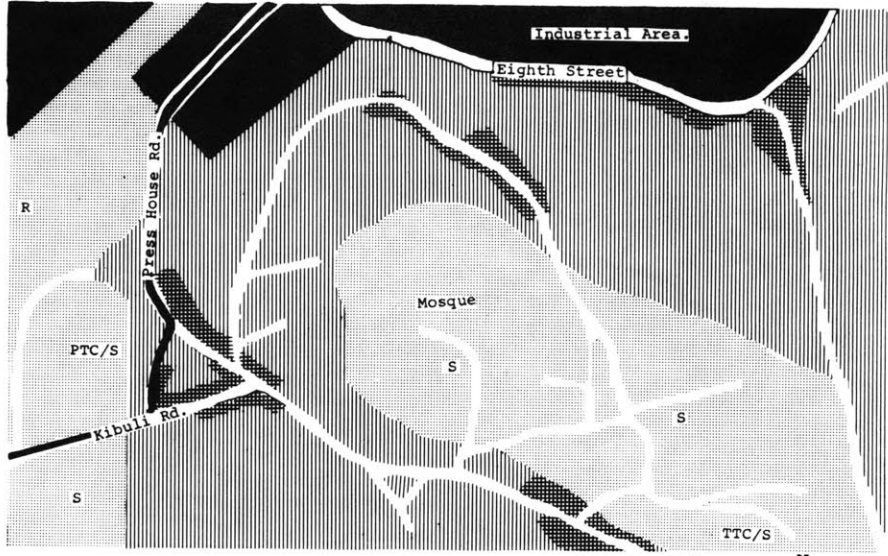 Industrial Area.
Eighth Street
Press House Rd.
R
Mosque
PTC/S
S
S
Kibuli Rd.
S
TTC/S